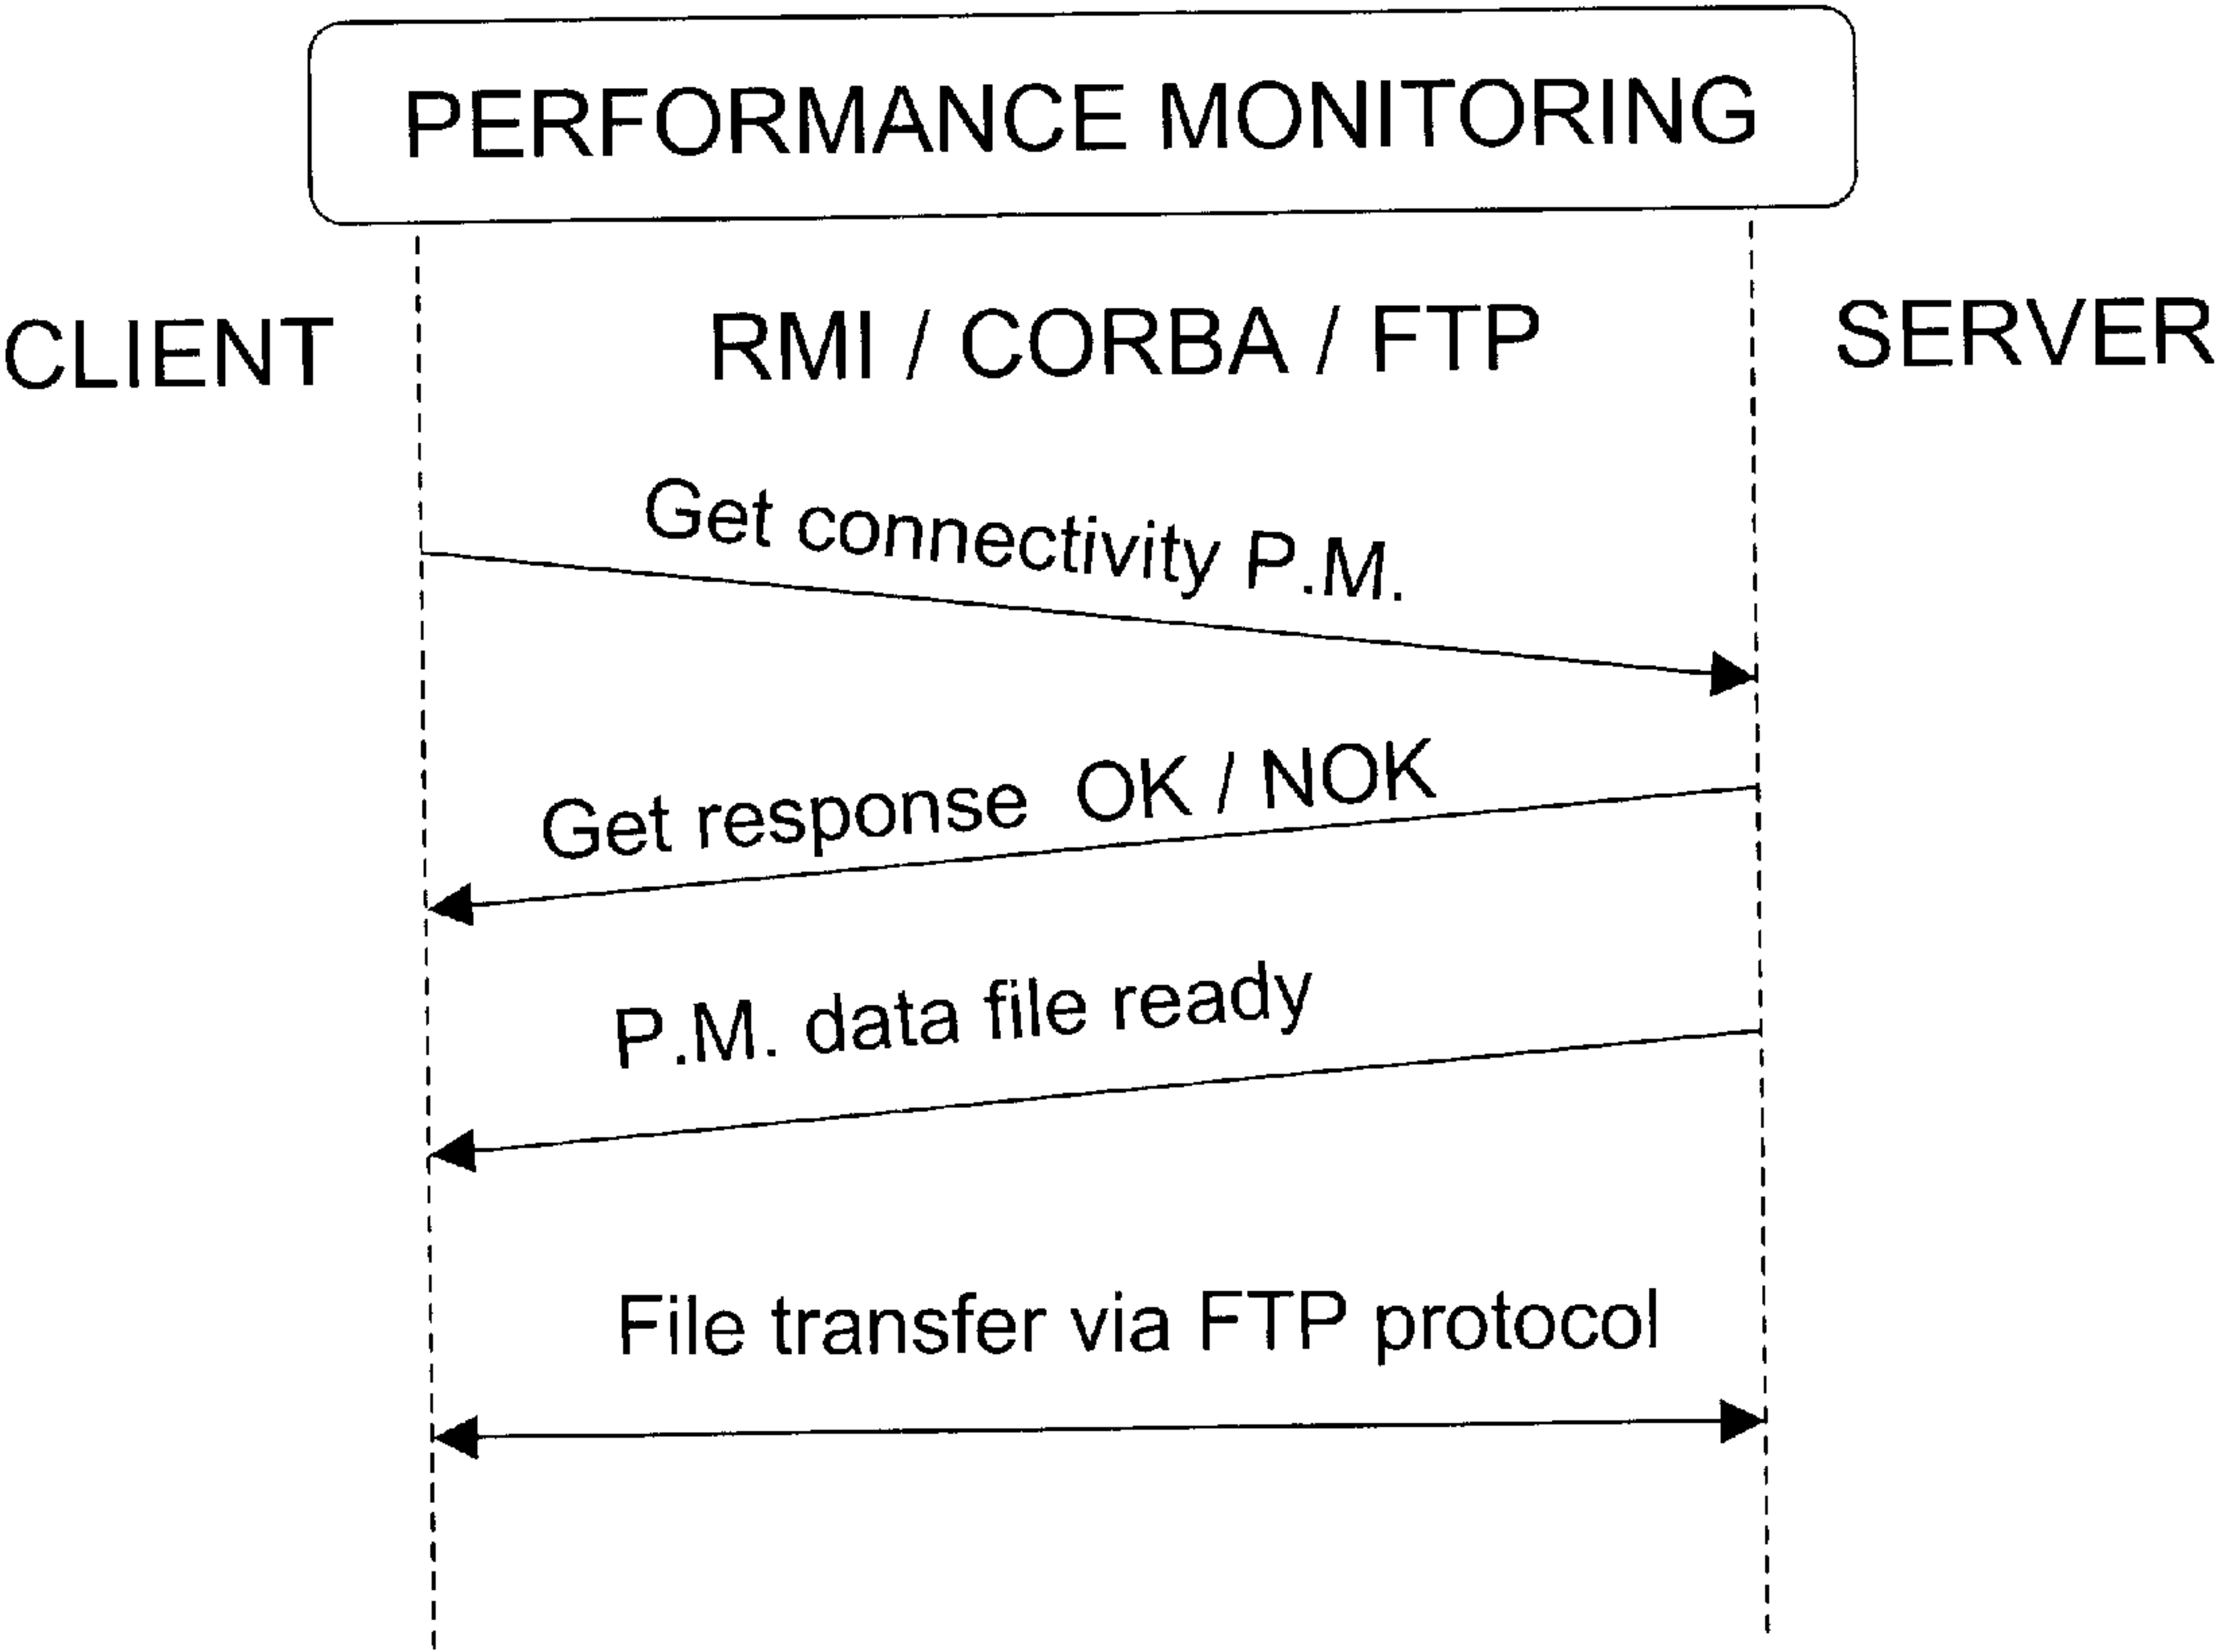 PERFORMANCE MONITORING
CLIENT
RMI / CORBA / FTP
SERVER
Get connectivity P.M.
Get response OK / NOK
P.M. data file ready
File transfer via FTP protocol